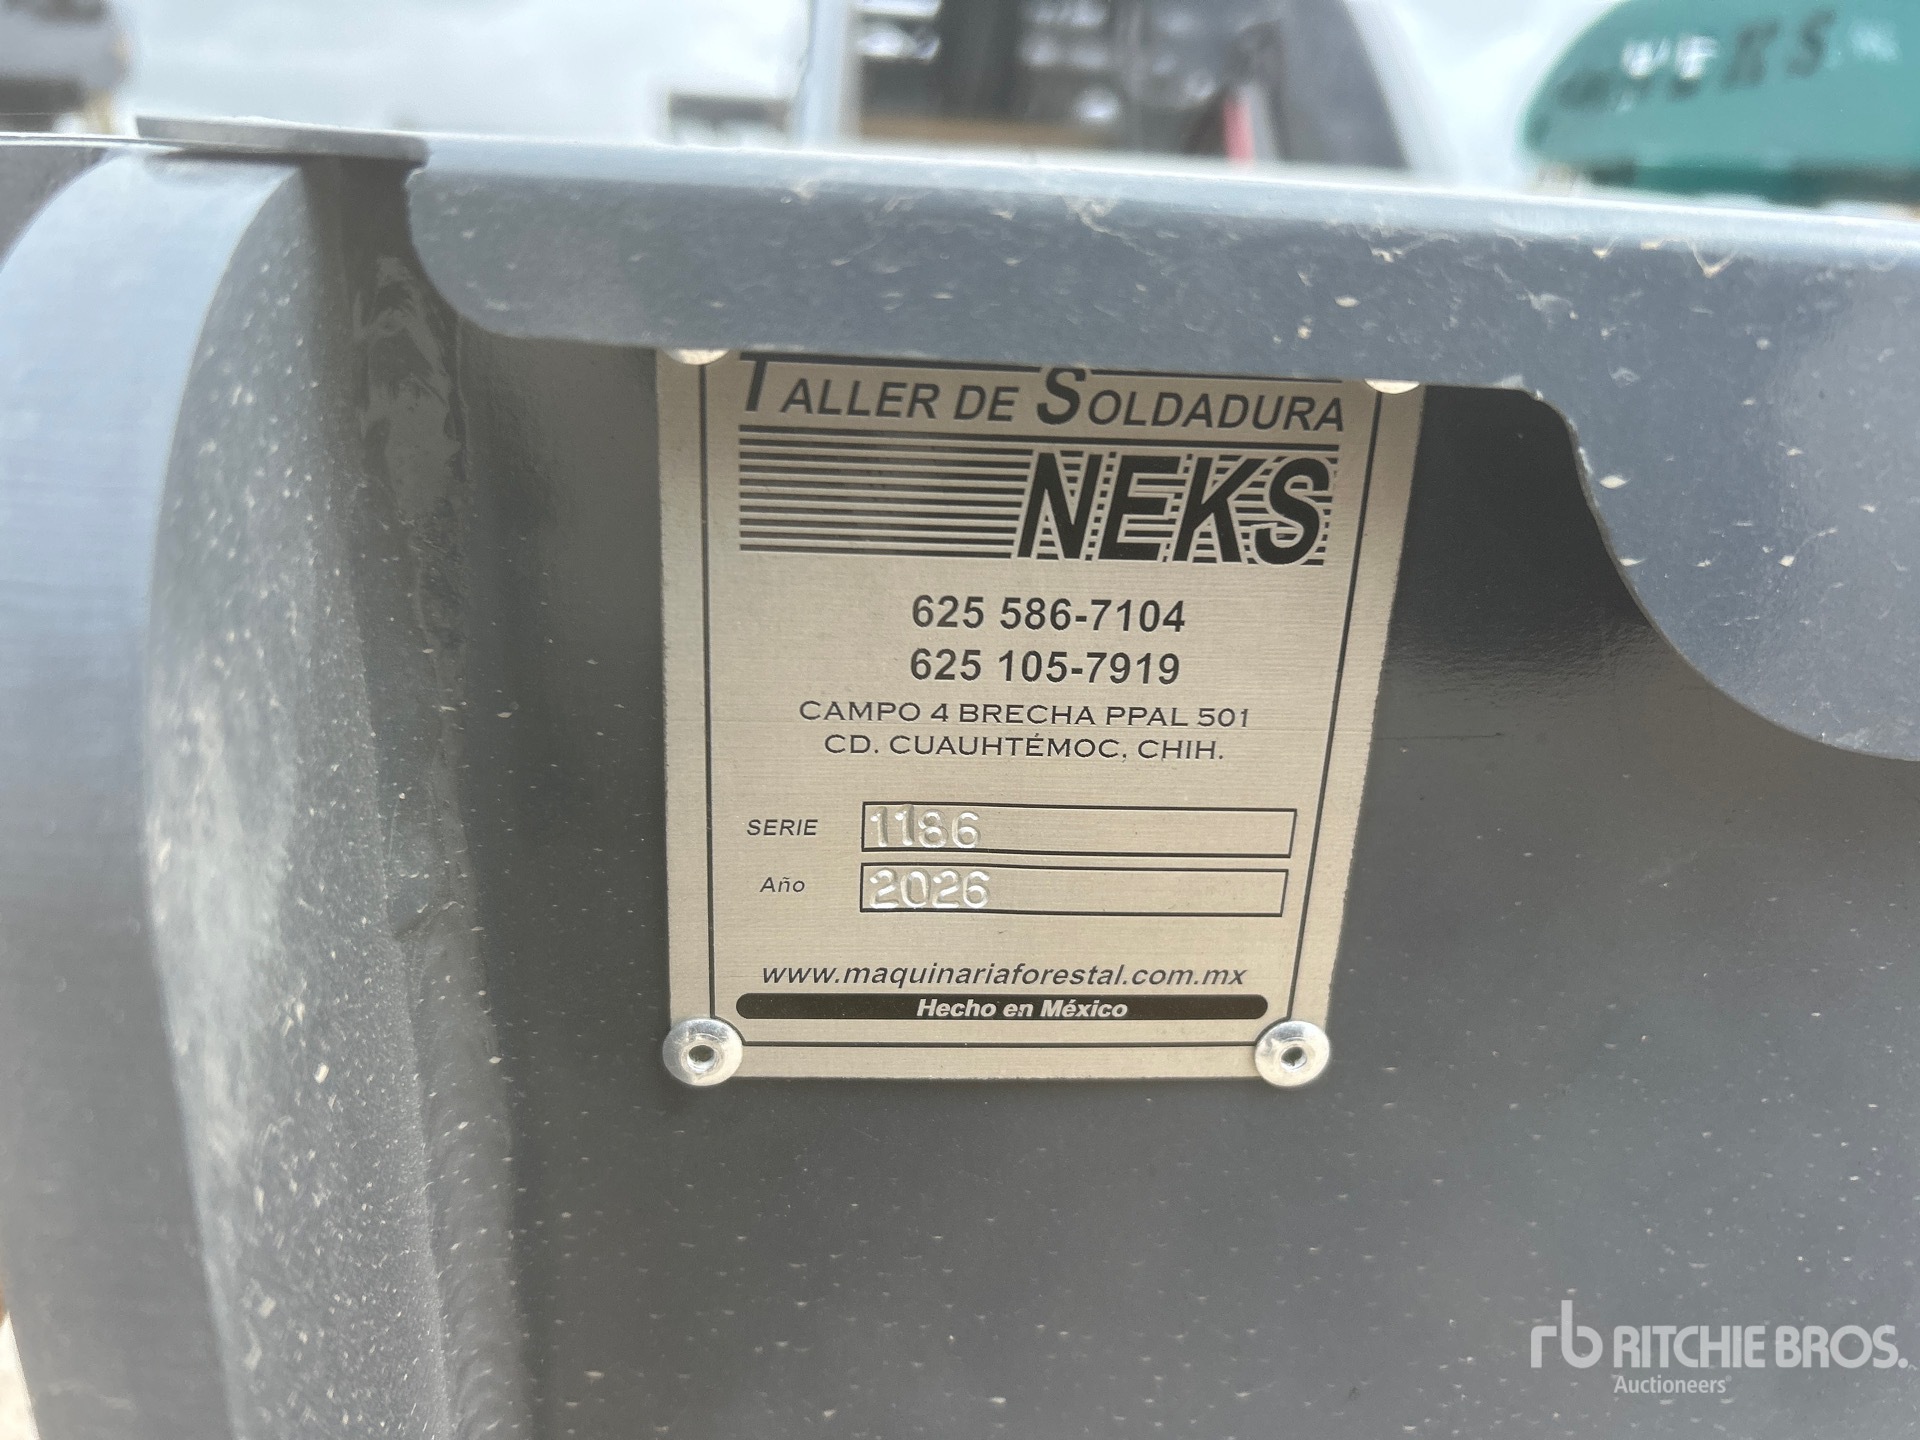 TALLER DE SOLDADURA
NEKS
625 586-7104
625 105-7919
CAMPO 4 BRECHA PPAL 501
CD. CUAUHTÉMOC, CHIH.
SERIE 1186
Año 2026
www.maquinariaforestal.com.mx
Hecho en México
rb RITCHIE BROS.
Auctioneers